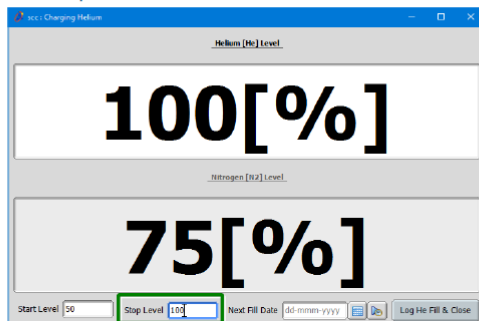 scc : Charging Helium
Helium [He] Level
100[%]
Nitrogen [N2] Level
75[%]
Start Level 50 Stop Level 100 Next Fill Date dd-mmm-yyyy Log He Fill & Close